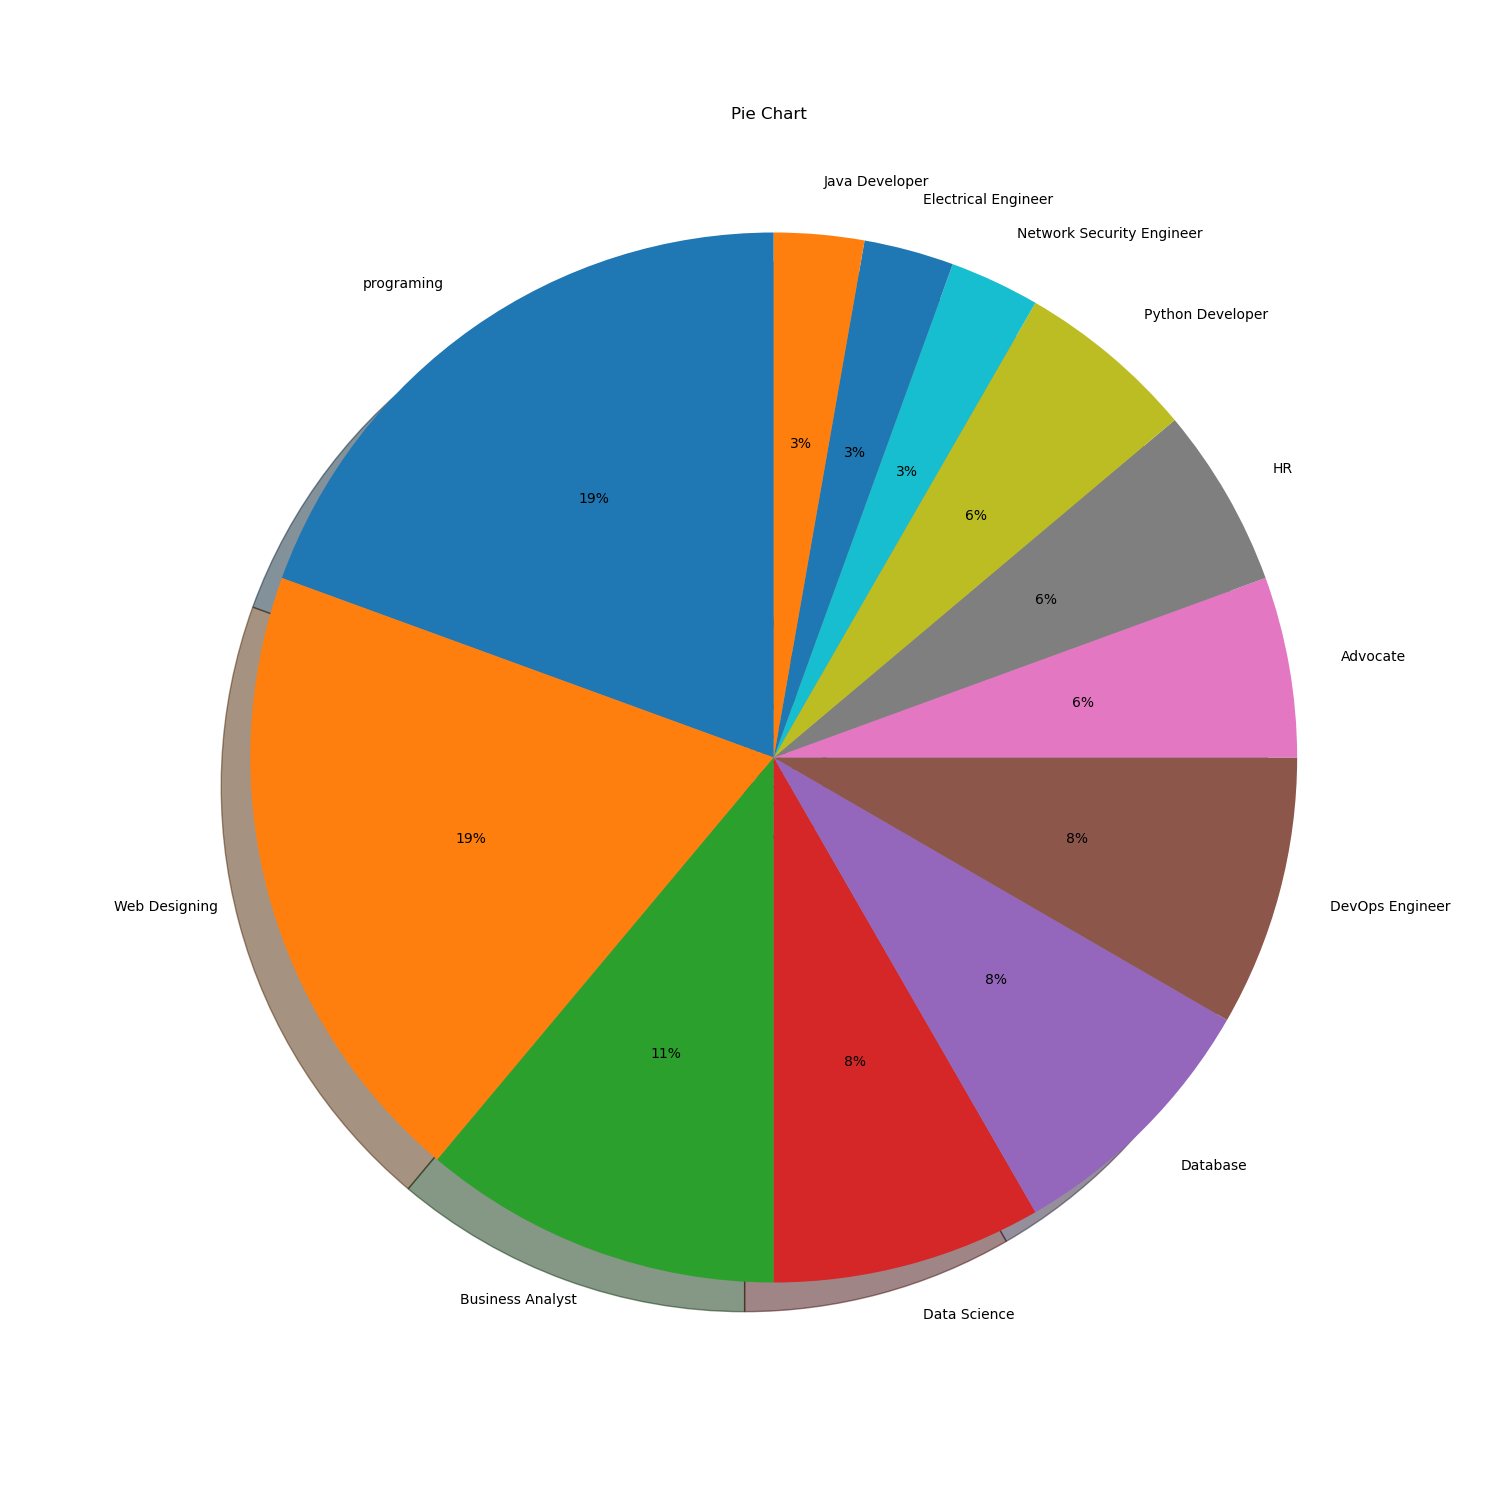 Pie Chart
Java Developer
Electrical Engineer
Network Security Engineer
programing
Python Developer
3%
3%
HR
3%
19%
6%
6%
Advocate
6%
19%
8%
Web Designing
DevOps Engineer
8%
11%
8%
Database
Business Analyst
Data Science